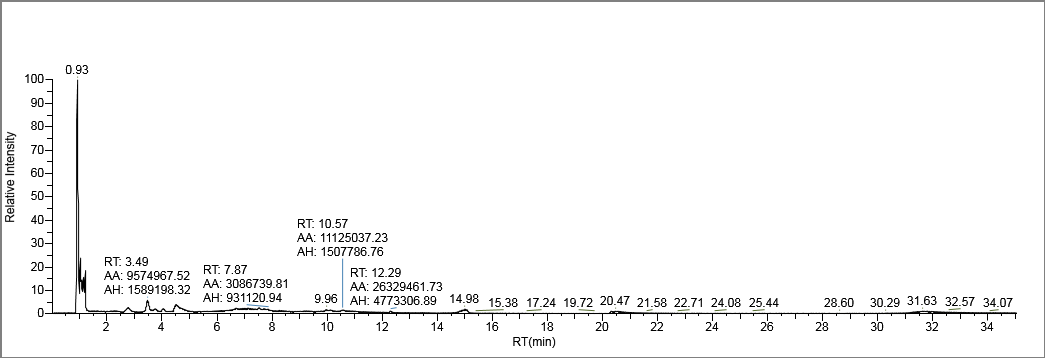 0.93
100
90
80
70
60
50
40
30
20
10
0
Relative Intensity
RT: 3.49
AA: 9574967.52
AH: 1589198.32
RT: 7.87
AA: 3086739.81
AH: 931120.94
RT: 10.57
AA: 11125037.23
AH: 1507786.76
RT: 12.29
AA: 26329461.73
AH: 4773306.89
9.96 14.98 15.38 17.24 19.72 20.47 21.58 22.71 24.08 25.44 28.60 30.29 31.63 32.57 34.07
2 4 6 8 10 12 14 16 18 20 22 24 26 28 30 32 34
RT(min)